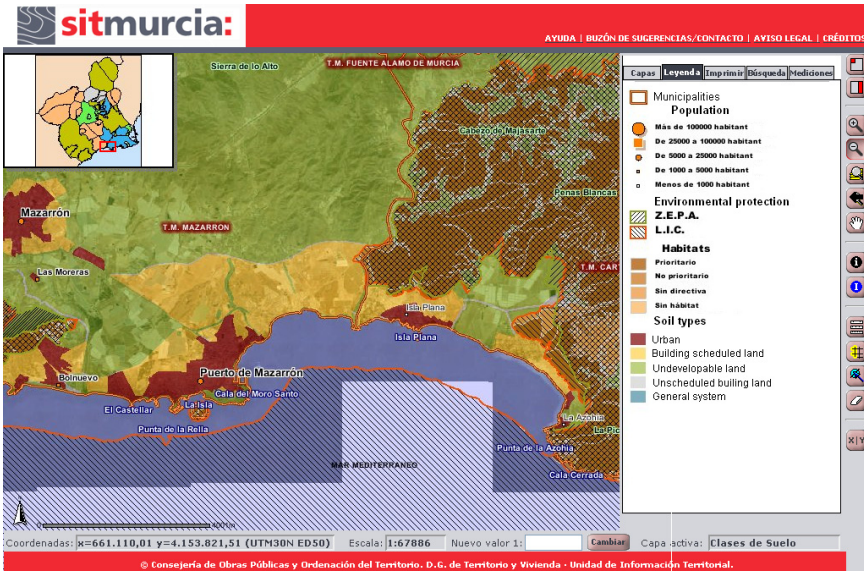 sitmurcia:
AYUDA | BUZÓN DE SUGERENCIAS/CONTACTO | AVISO LEGAL | CRÉDITOS
Sierra de lo Alto
T.M. FUENTE ALAMO DE MURCIA
Cabezo de Majasarte
Penas Blancas
Mazarrón
T.M. MAZARRON
T.M. CART
Las Moreras
Isla Plana
Isla Plana
Bolnuevo
Puerto de Mazarrón
Cala del Moro Santo
El Castellar
La Isla
Punta de la Rella
La Azohía
La Pic
Punta de la Azohía
MAR MEDITERRANEO
Cala Cerrada
0
4001m
Capas
Leyenda
Imprimir
Búsqueda
Mediciones
Municipalities
Population
Más de 100000 habitant
De 25000 a 100000 habitant
De 5000 a 25000 habitant
De 1000 a 5000 habitant
Menos de 1000 habitant
Environmental protection
Z.E.P.A.
L.I.C.
Habitats
Prioritario
No prioritario
Sin directiva
Sin hábitat
Soil types
Urban
Building scheduled land
Undevelopable land
Unscheduled builing land
General system
X|Y
Coordenadas: x=661.110,01 y=4.153.821,51 (UTM30N ED50) Escala: 1:67886 Nuevo valor 1: Cambiar Capa activa: Clases de Suelo
© Consejería de Obras Públicas y Ordenación del Territorio. D.G. de Territorio y Vivienda - Unidad de Información Territorial.